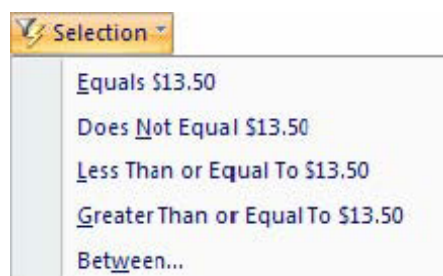 Selection
Equals $13.50
Does Not Equal $13.50
Less Than or Equal To $13.50
Greater Than or Equal To $13.50
Between...